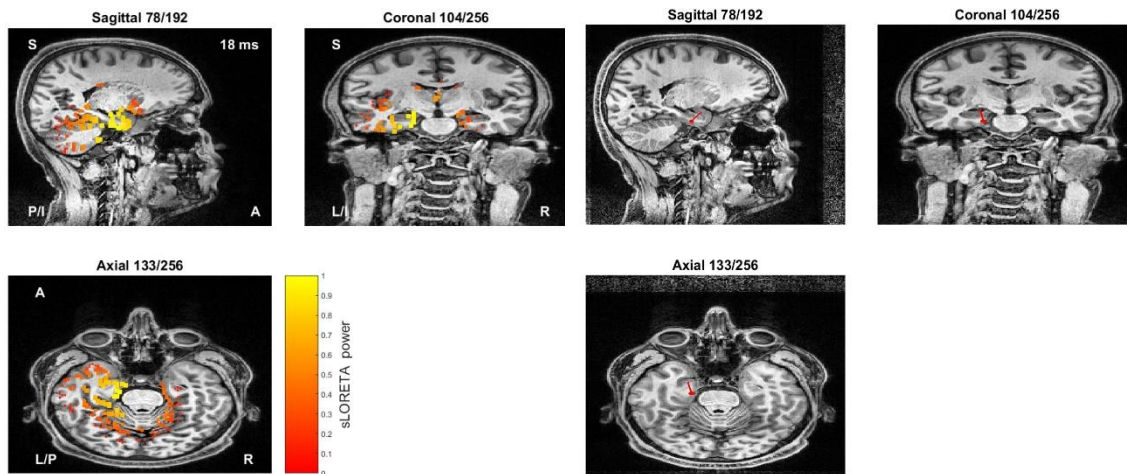 Sagittal 78/192
Coronal 104/256
Sagittal 78/192
Coronal 104/256
S
18 ms
S
P/I
A
L/I
R
Axial 133/256
Axial 133/256
A
L/P
R
1
0.9
0.8
0.7
0.6
0.5
0.4
0.3
0.2
0.1
0
sLORETA power